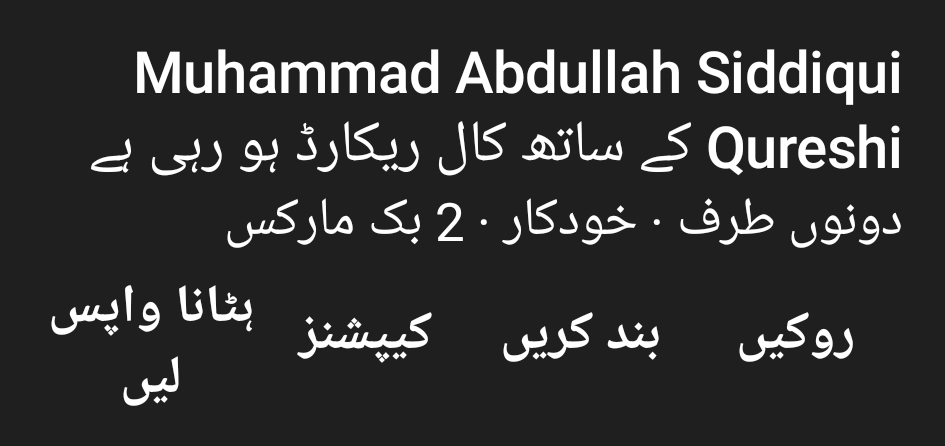 Muhammad Abdullah Siddiqui
Qureshi کے ساتھ کال ریکارڈ ہو رہی ہے
دونوں طرف · خودکار · 2 بک مارکس
روکیں
بند کریں
کیپشنز
ہٹانا واپس
لیں